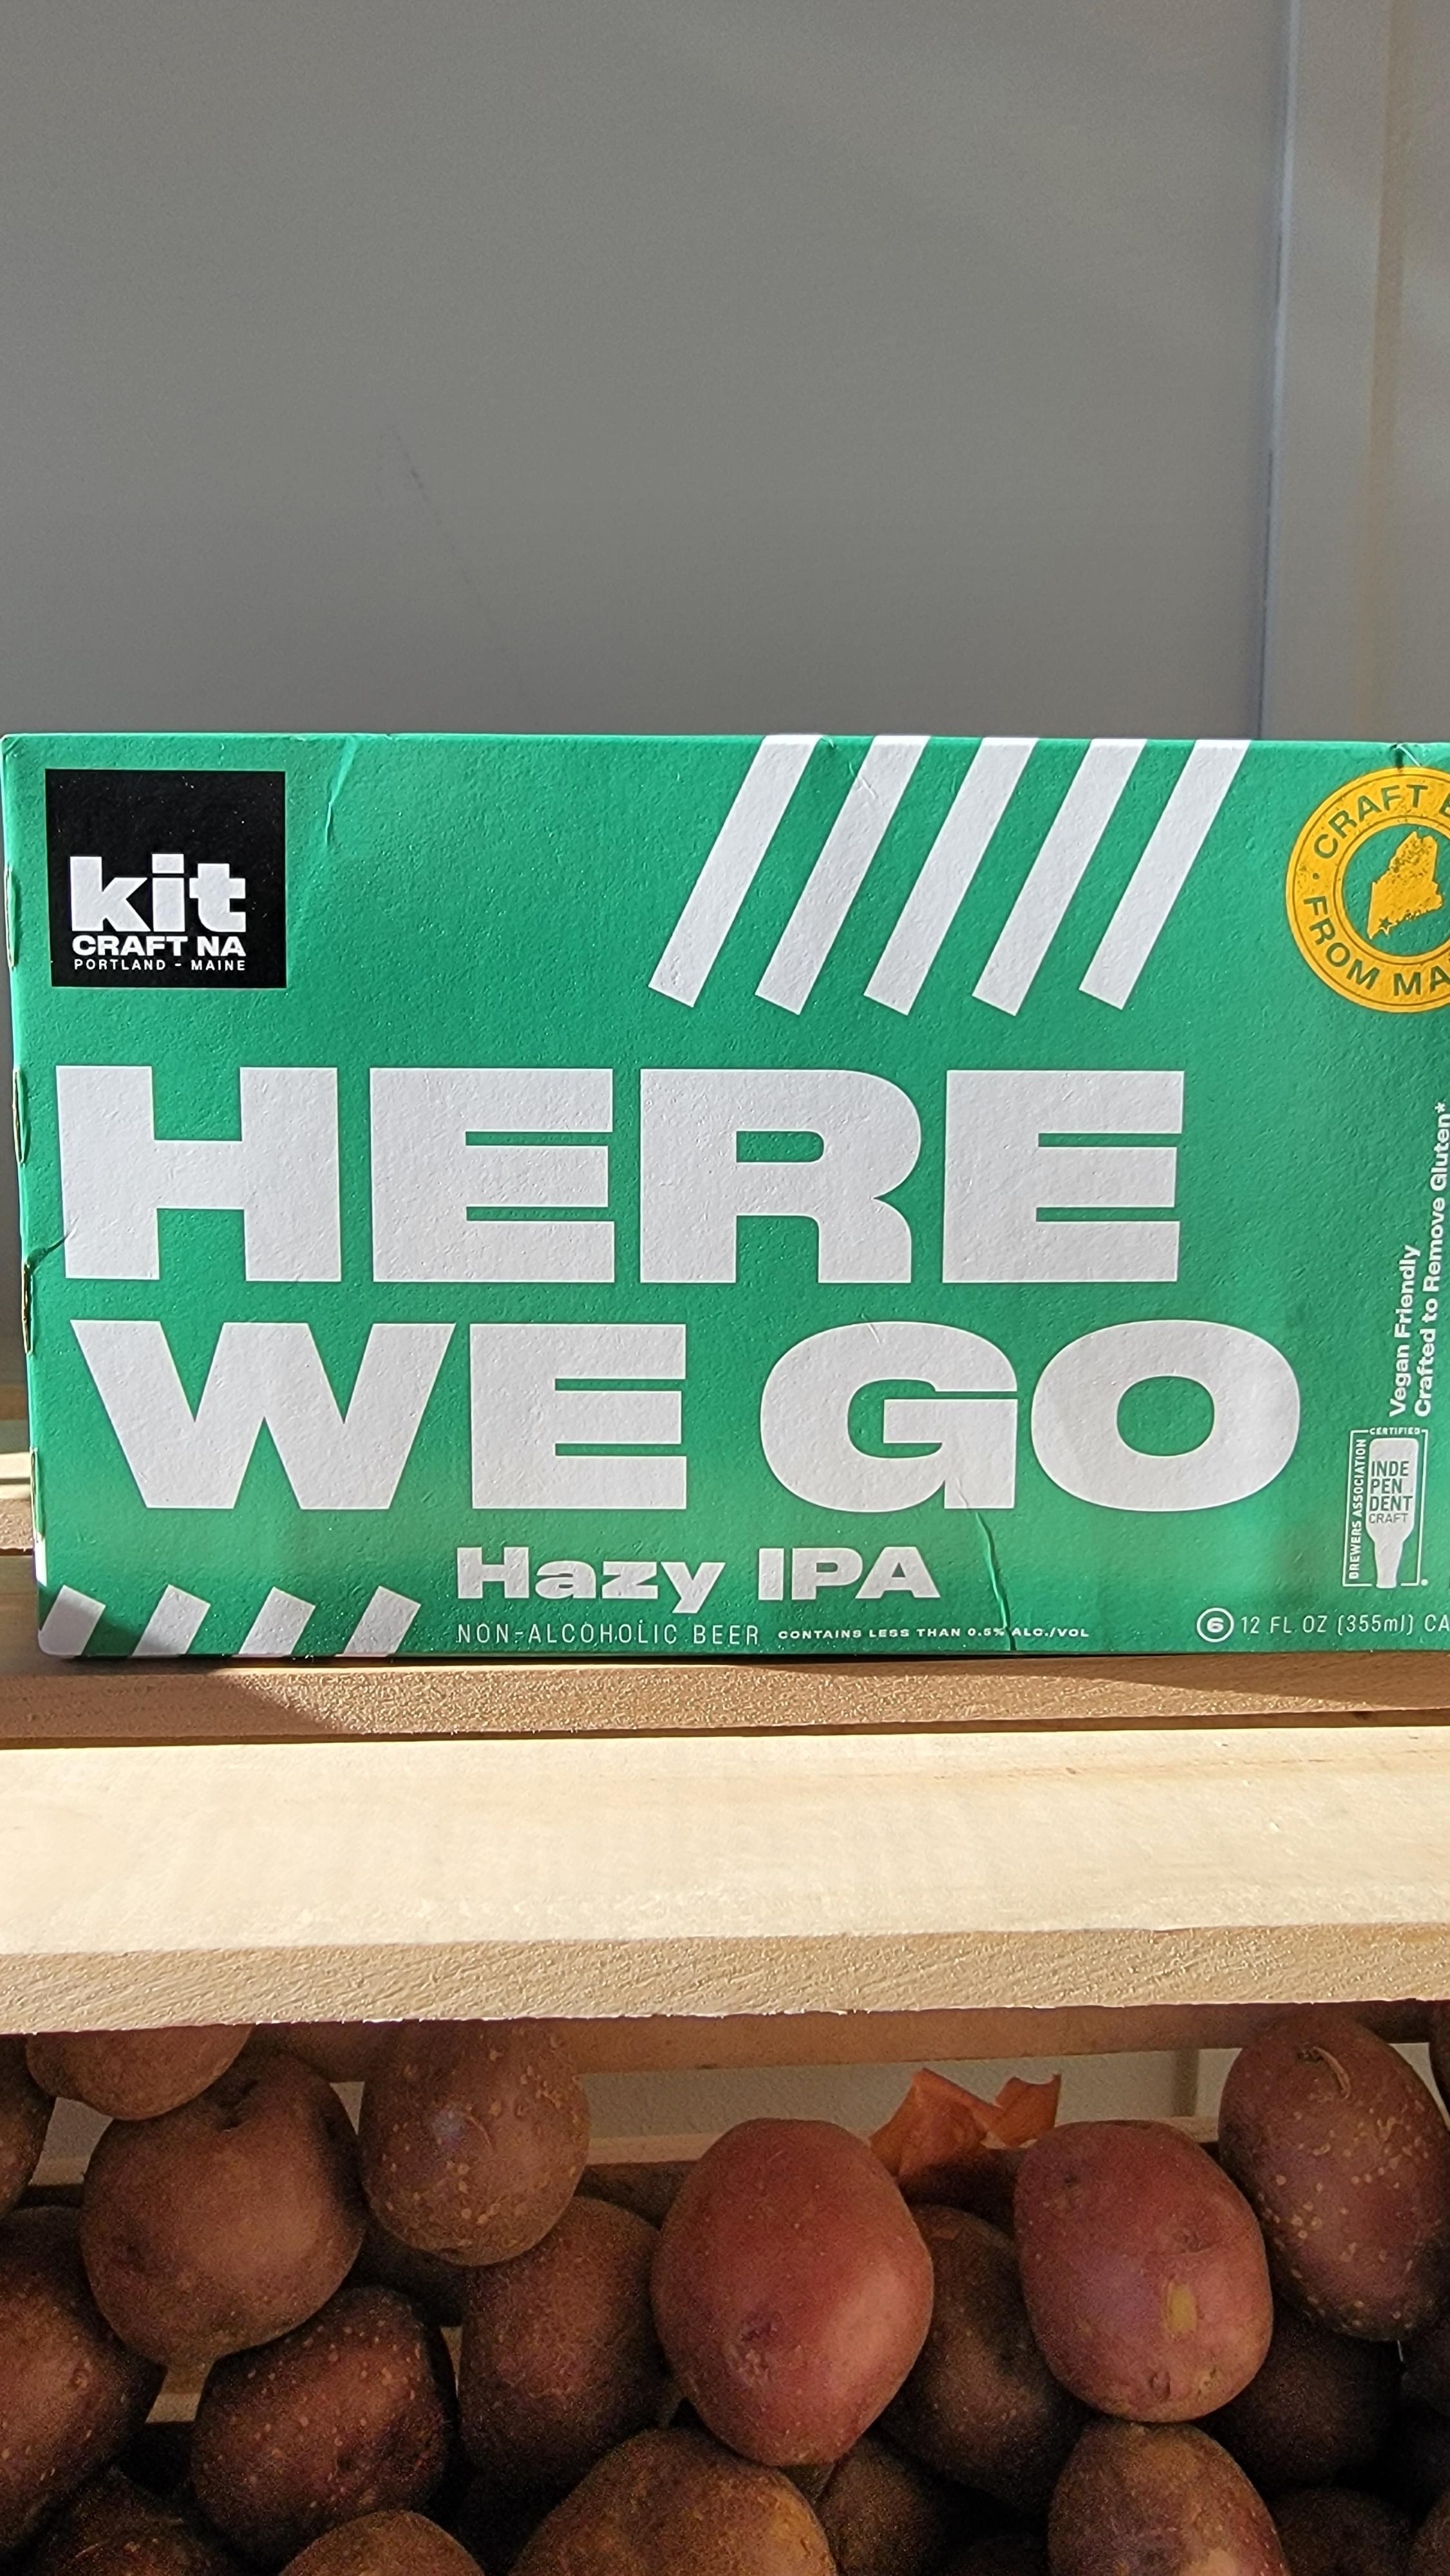 kit
CRAFT NA
PORTLAND - MAINE
CRAFT
FROM
HERE
WE GO
Hazy IPA
NON-ALCOHOLIC BEER CONTAINS LESS THAN 0.5% ALC./VOL
Vegan Friendly
Crafted to Remove Gluten*
CERTIFIED
BREWERS ASSOCIATION
INDE
PEN
DENT
CRAFT
6 12 FL OZ (355ml)